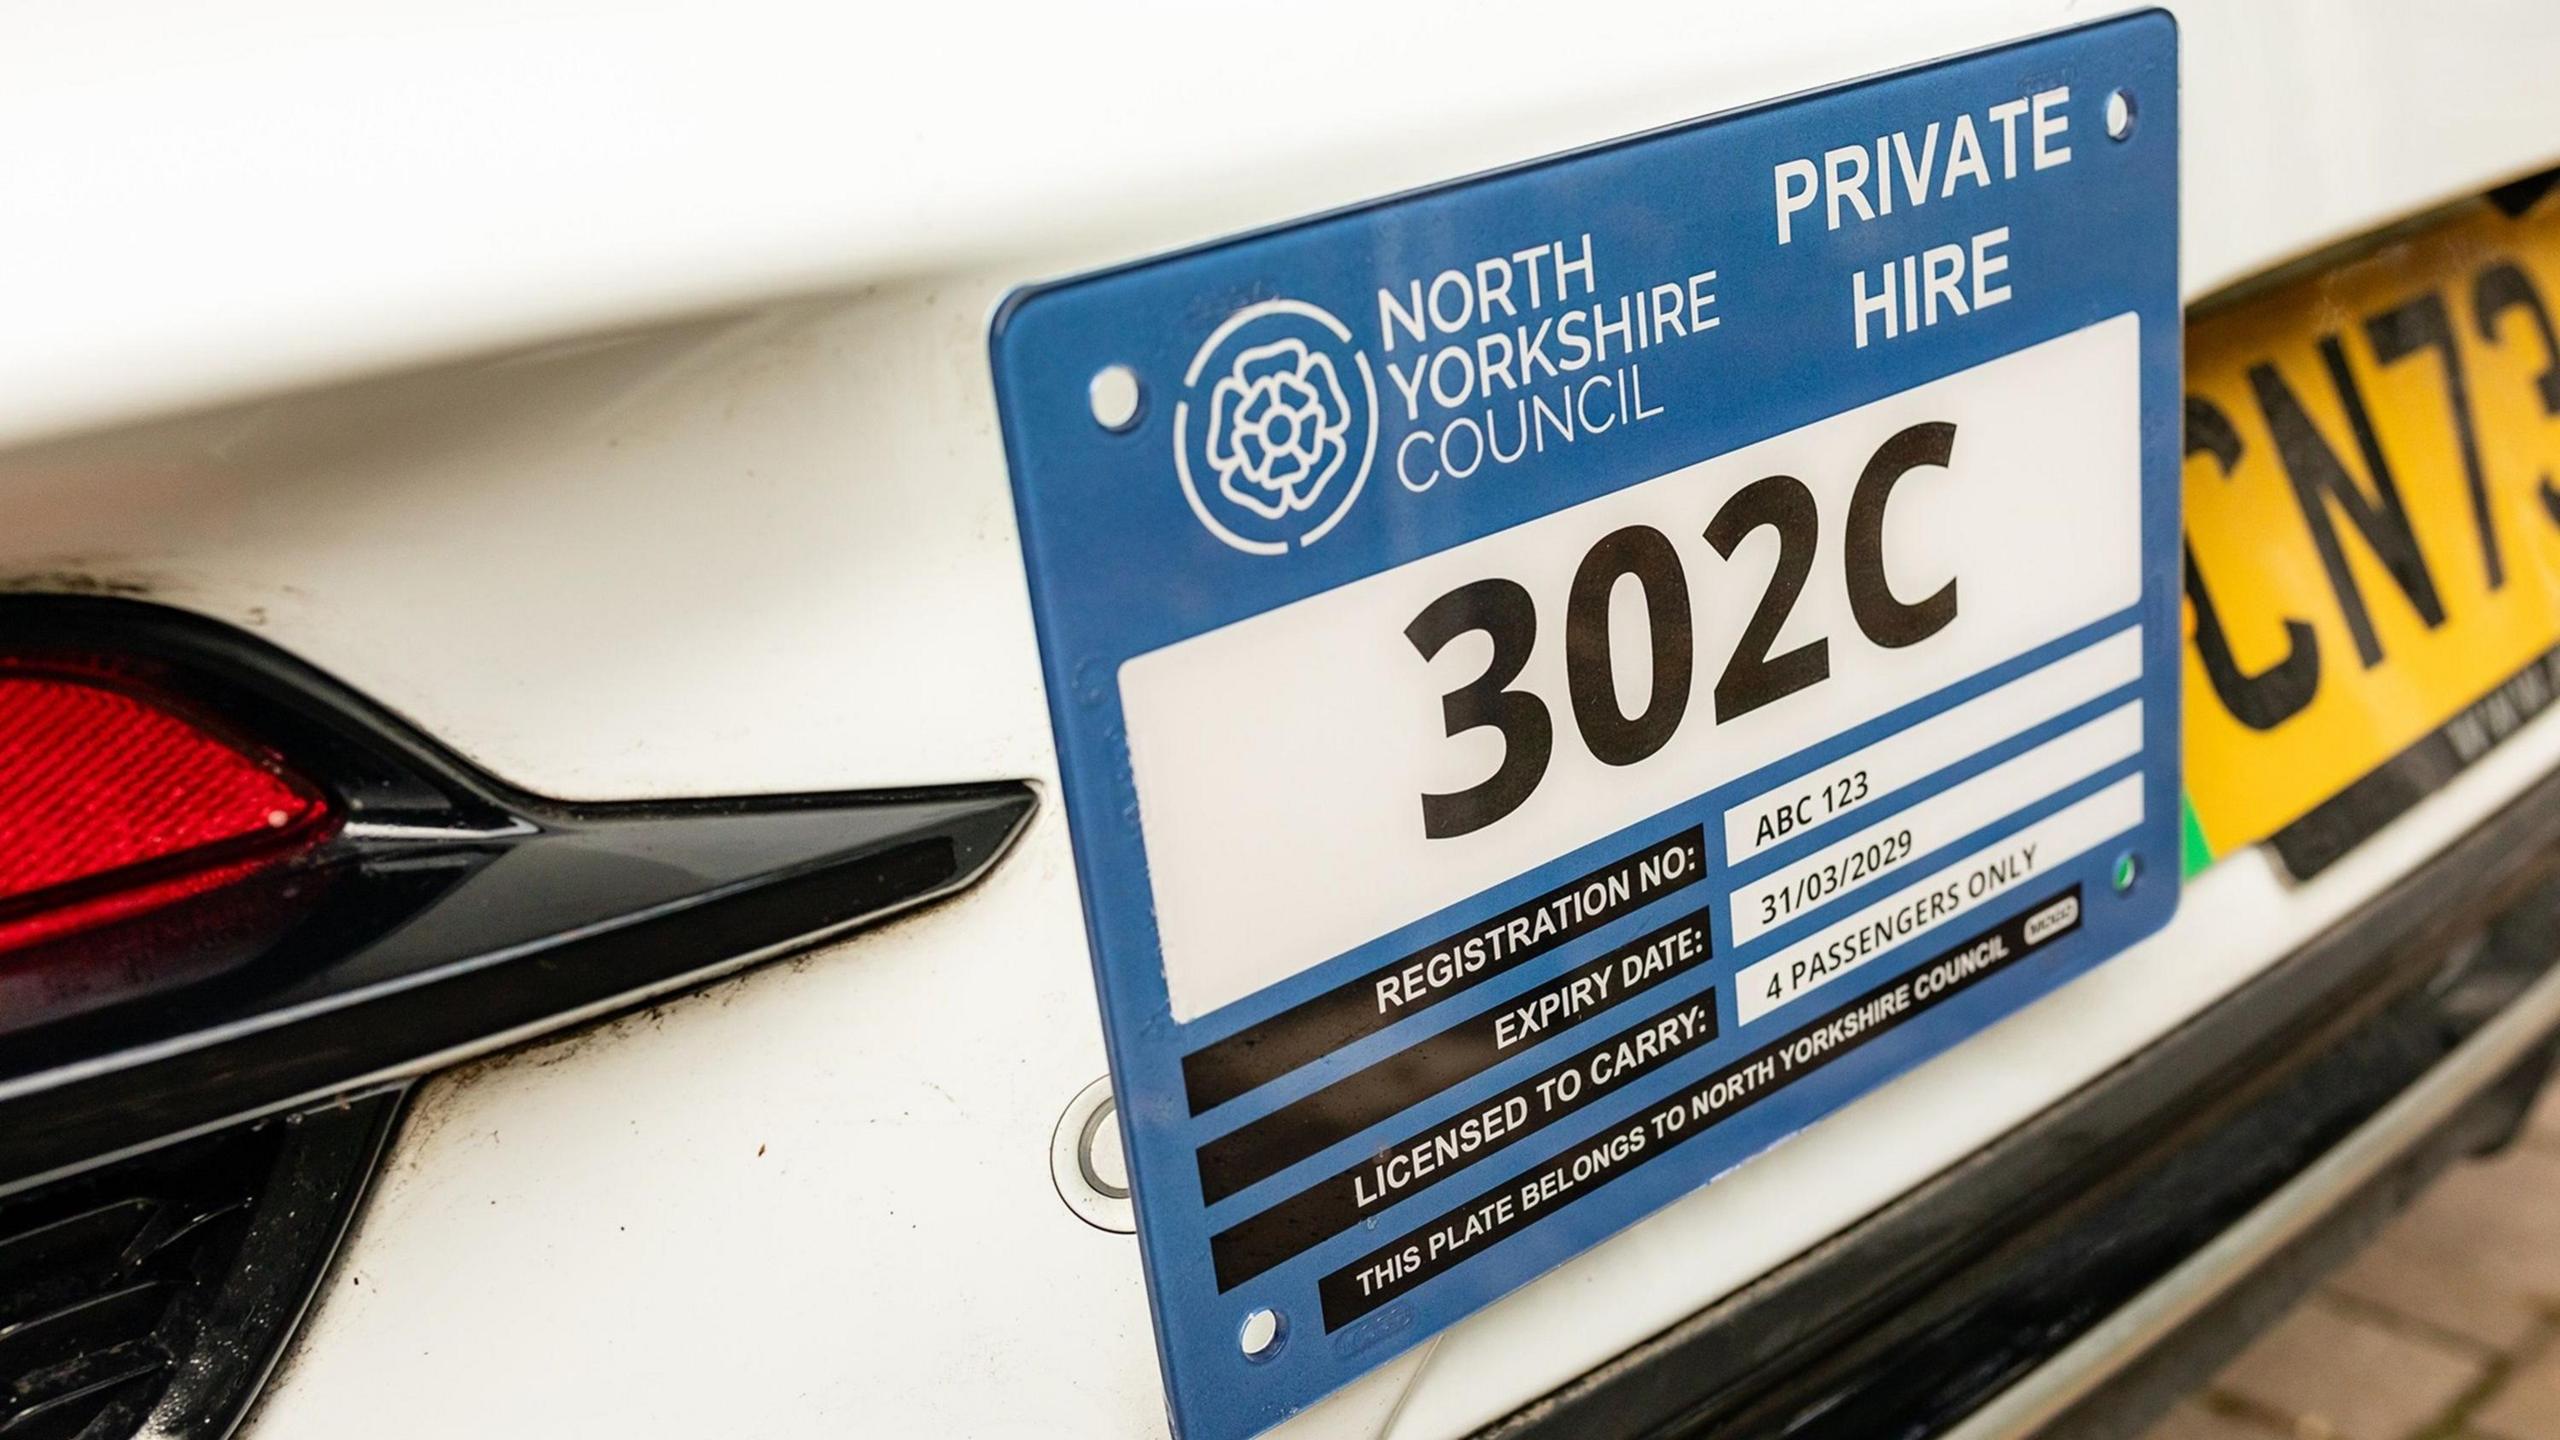 PRIVATE
HIRE
NORTH
YORKSHIRE
COUNCIL
302C
REGISTRATION NO: ABC 123
EXPIRY DATE: 31/03/2029
LICENSED TO CARRY: 4 PASSENGERS ONLY
THIS PLATE BELONGS TO NORTH YORKSHIRE COUNCIL
CN73